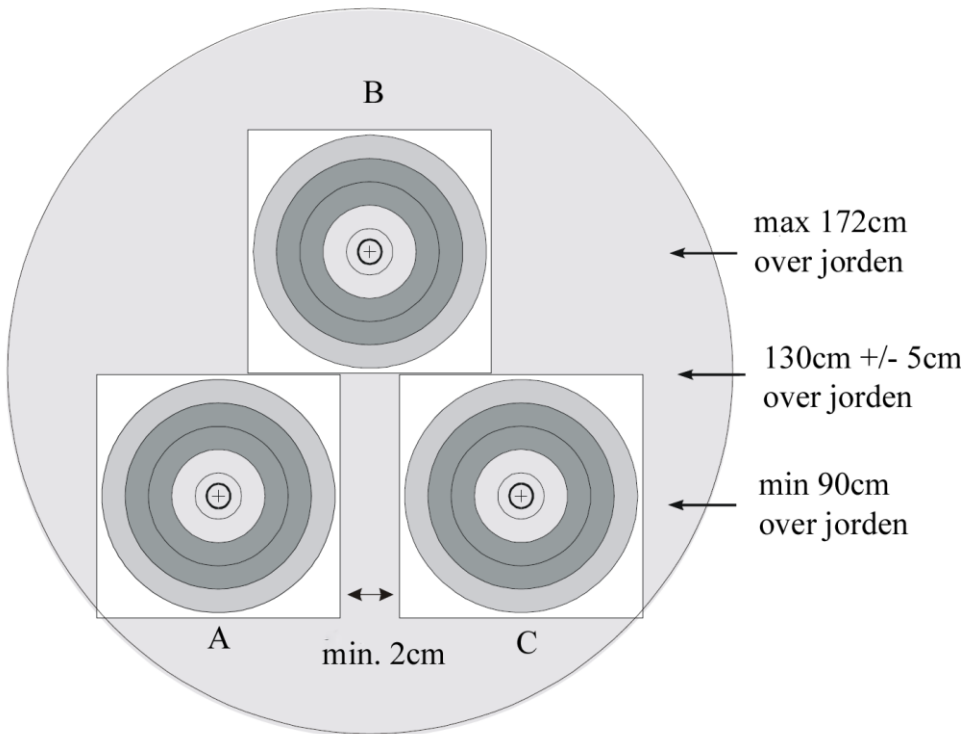 B
max 172cm
over jorden
130cm +/- 5cm
over jorden
min 90cm
over jorden
A
C
min. 2cm